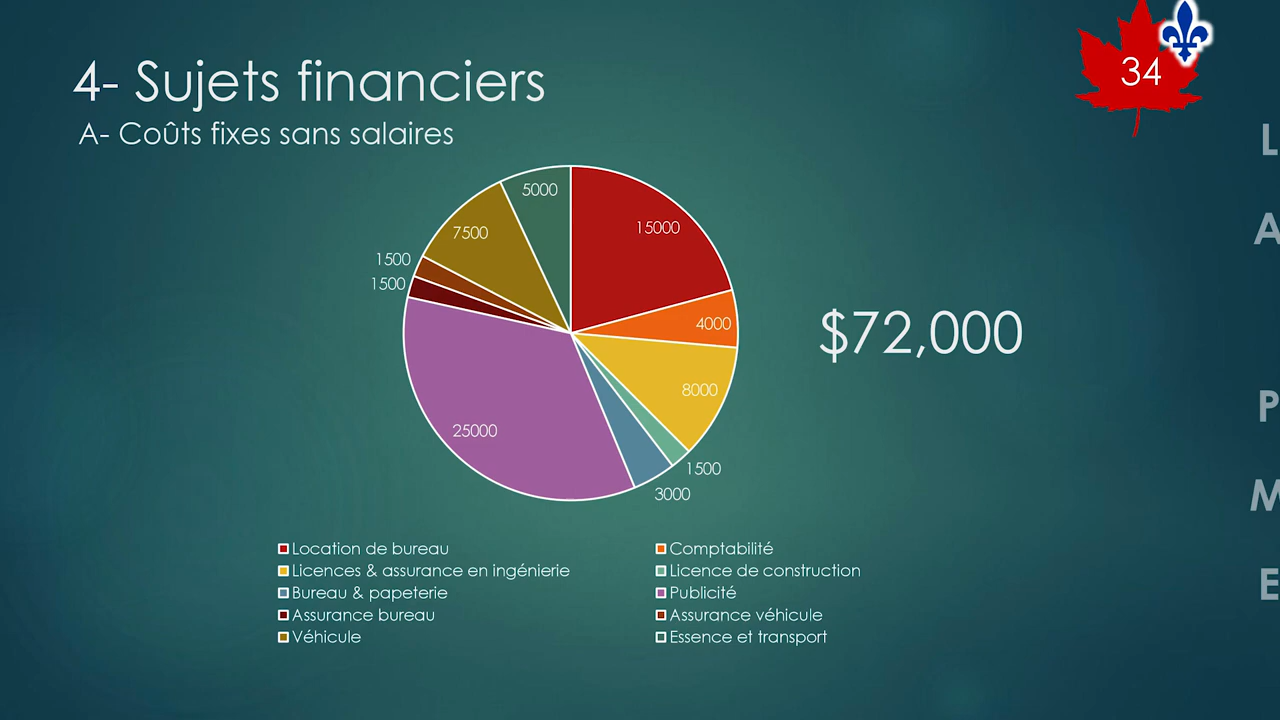 34
4- Sujets financiers
A- Coûts fixes sans salaires
5000
15000
7500
1500
1500
4000
$72,000
8000
25000
1500
3000
Location de bureau
Comptabilité
Licences & assurance en ingénierie
Licence de construction
Bureau & papeterie
Publicité
Assurance bureau
Assurance véhicule
Véhicule
Essence et transport
L
A
P
M
E